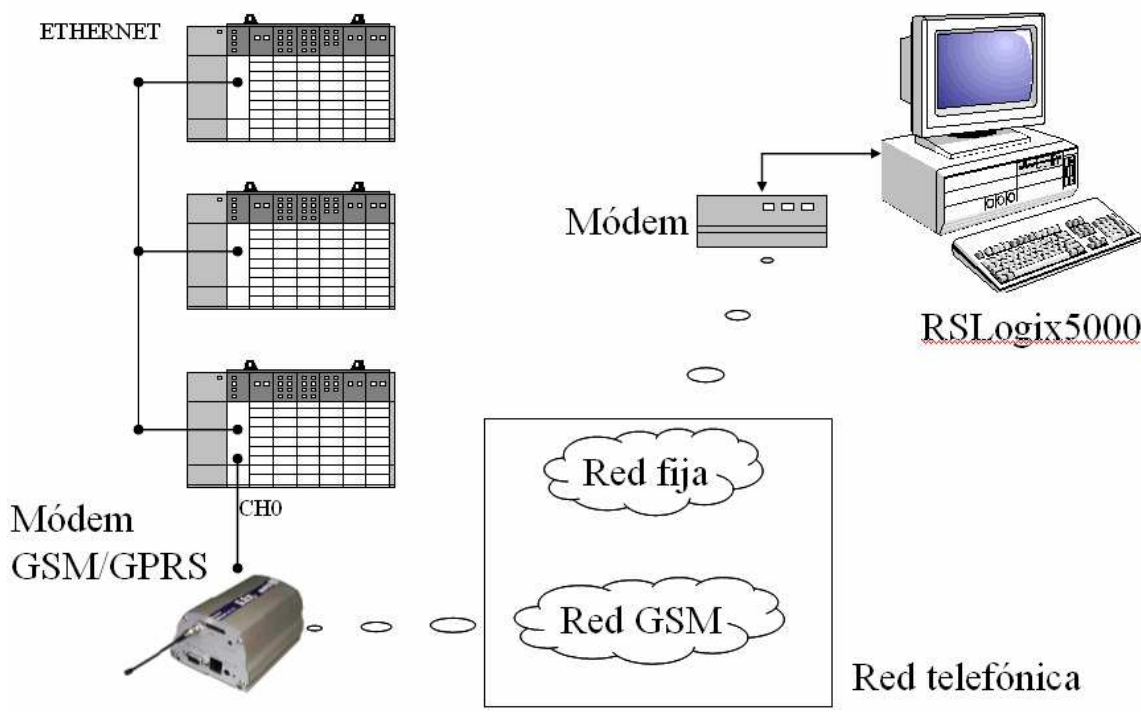 ETHERNET
Módem
RSLogix5000
Red fija
CH0
Módem
GSM/GPRS
Red GSM
Red telefónica